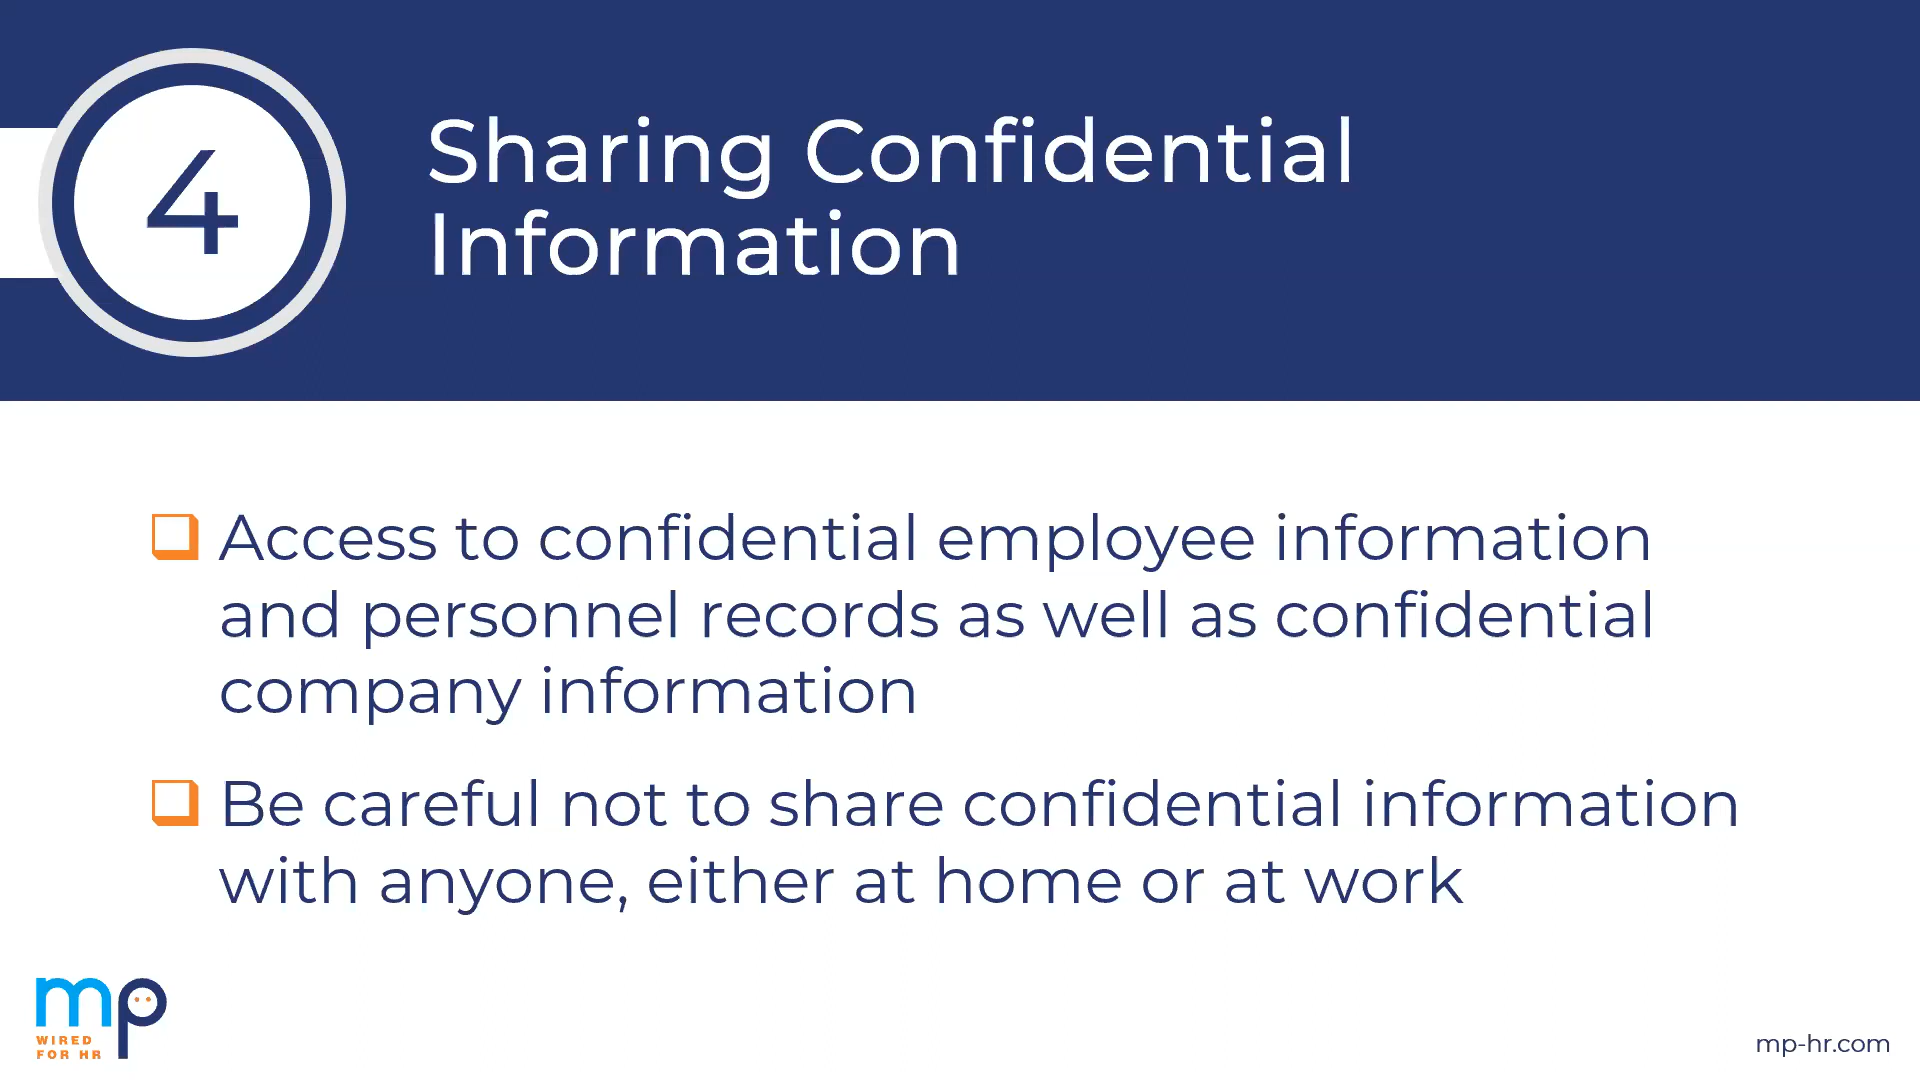 4
Sharing Confidential
Information
Access to confidential employee information
and personnel records as well as confidential
company information
Be careful not to share confidential information
with anyone, either at home or at work
mp
WIRED
FOR HR
mp-hr.com